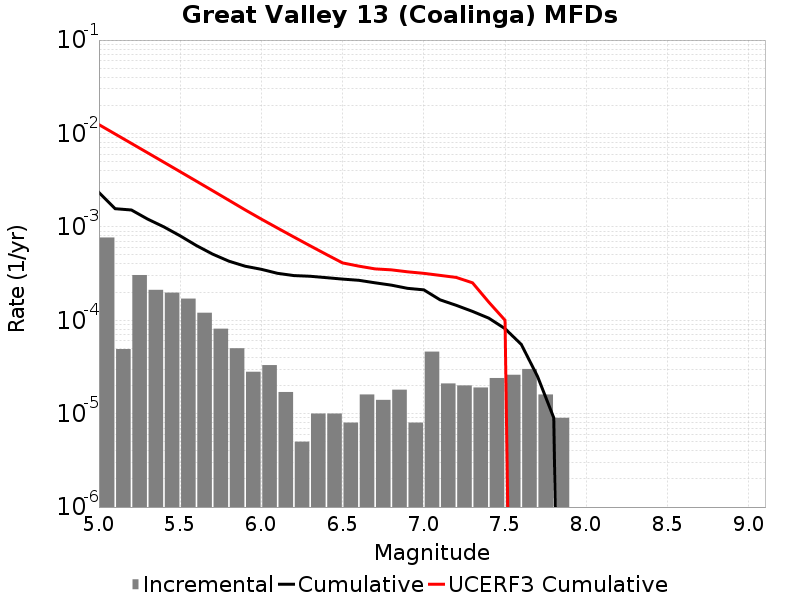 Great Valley 13 (Coalinga) MFDs
10-1
10-2
10-3
10-4
10-5
10-6
Rate (1/yr)
5.0 5.5 6.0 6.5 7.0 7.5 8.0 8.5 9.0
Magnitude
Incremental Cumulative UCERF3 Cumulative